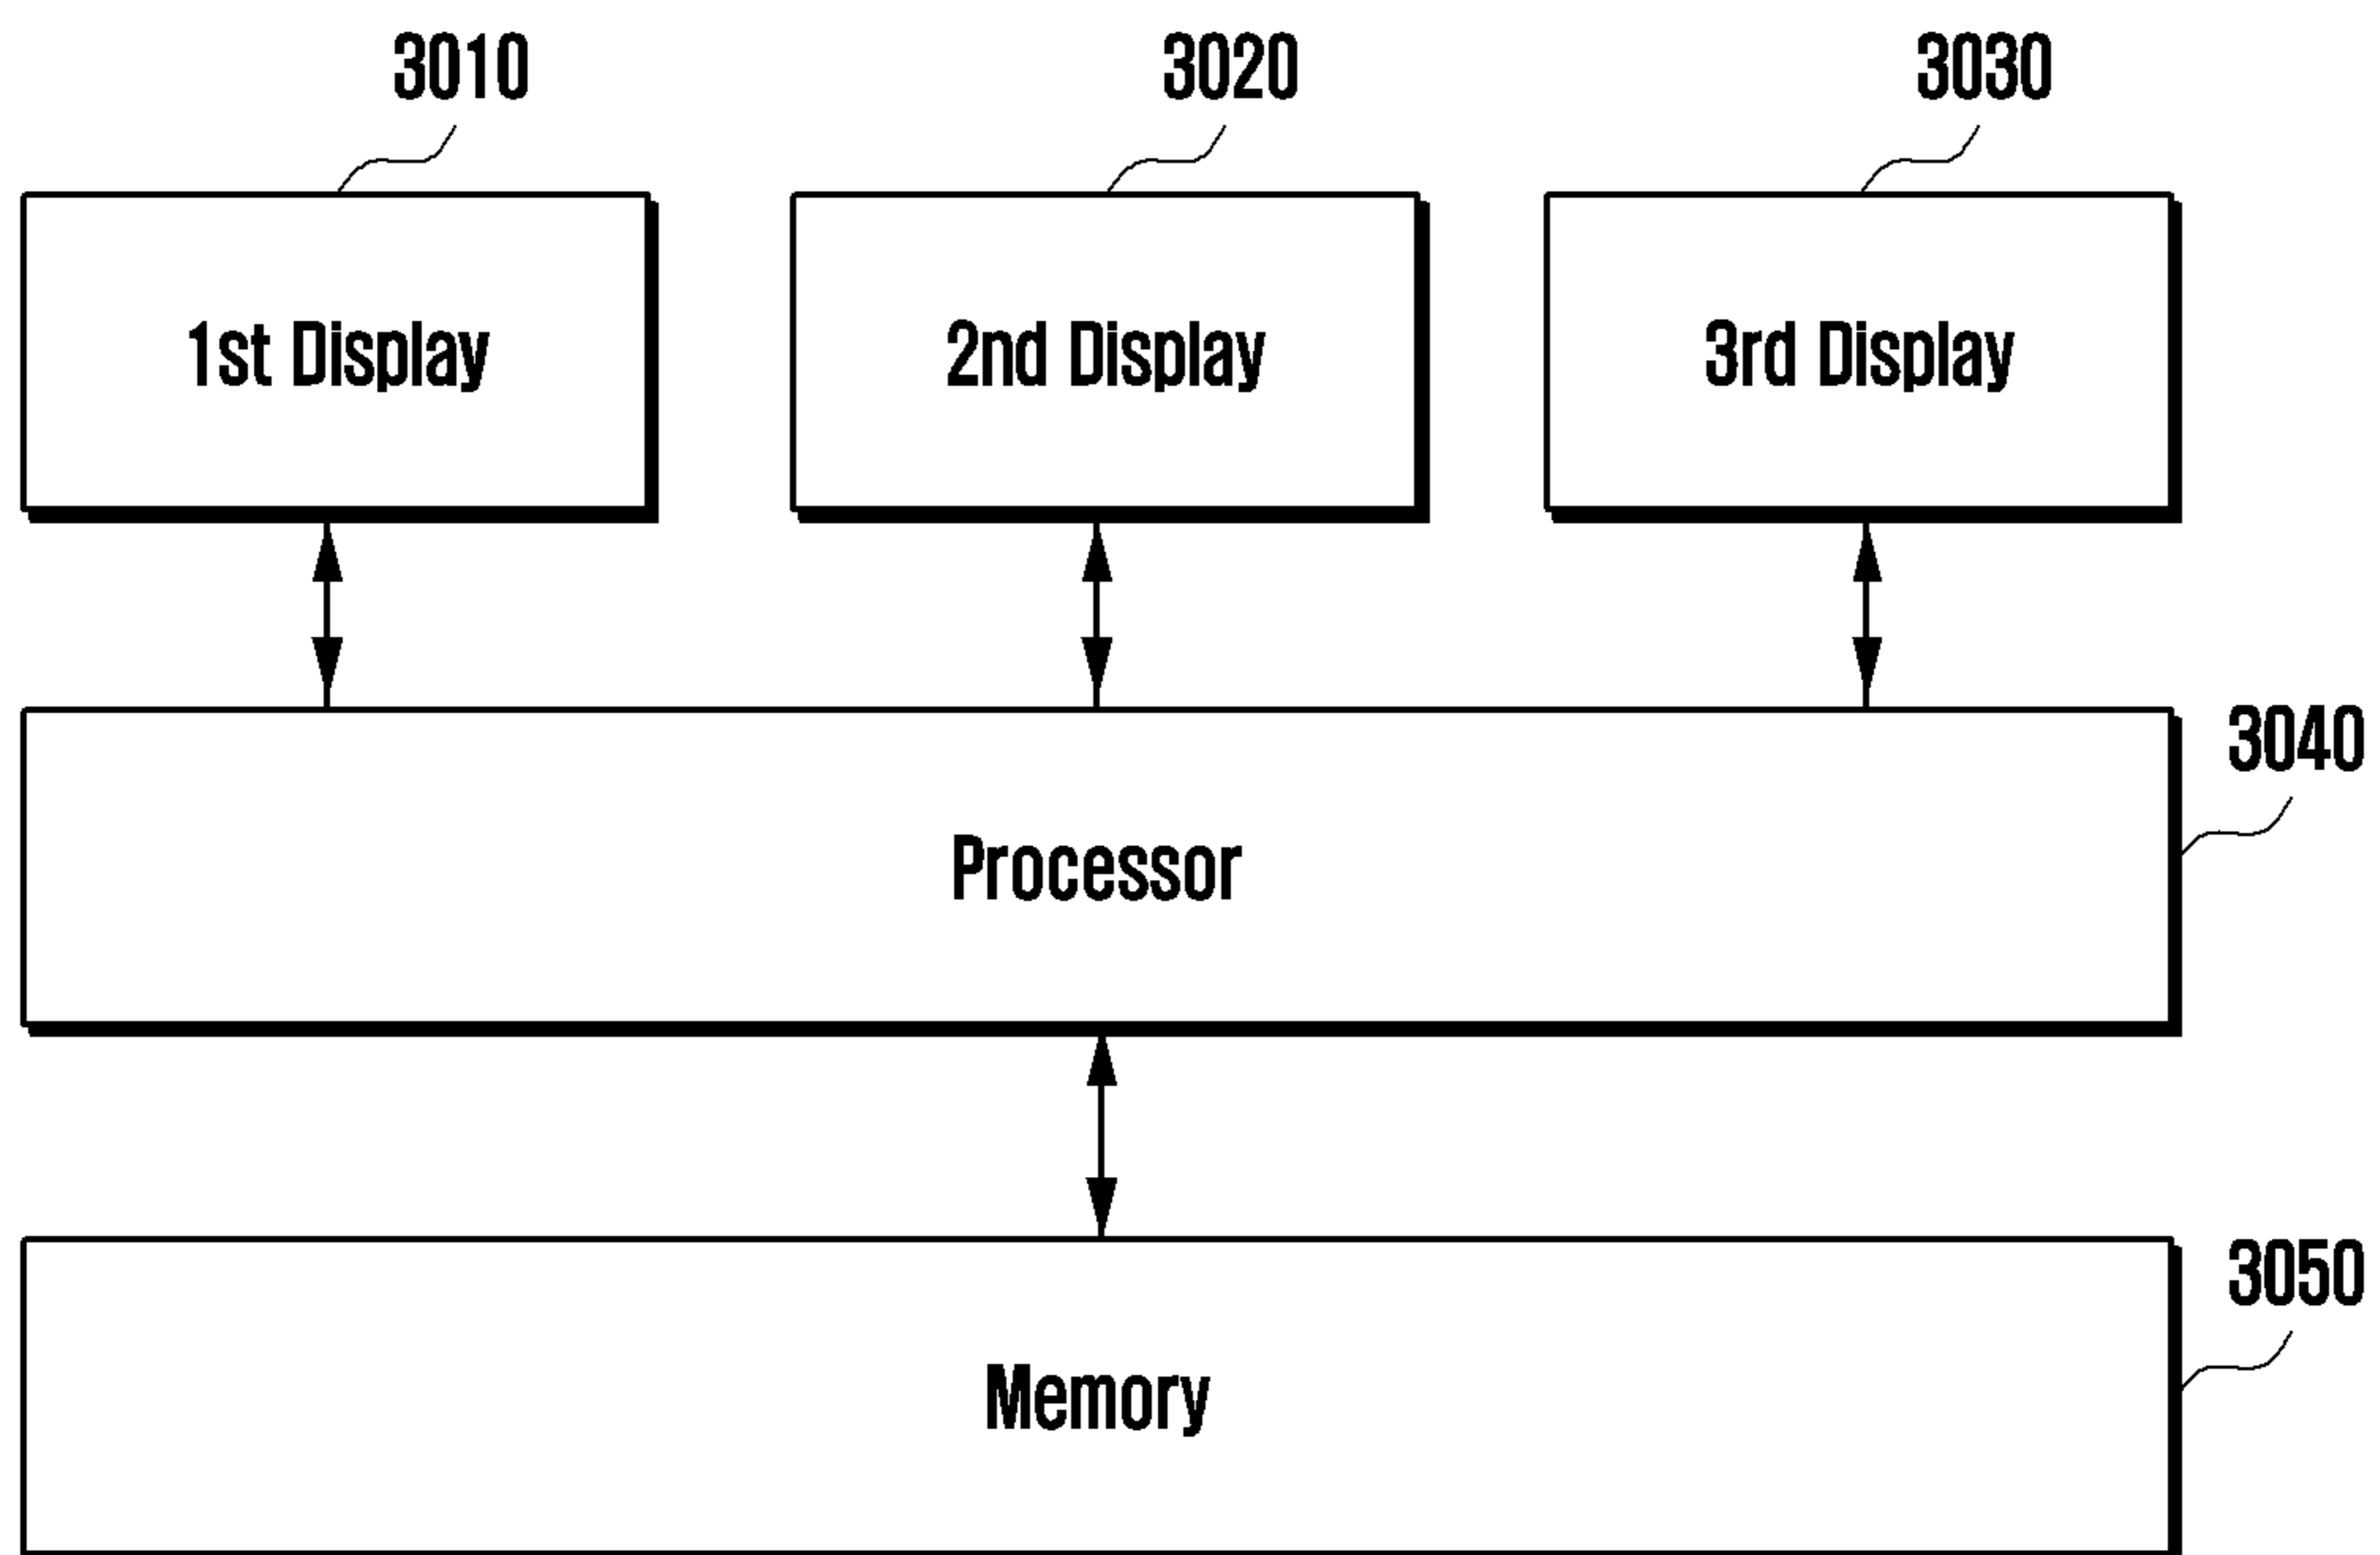 3010 3020 3030
1st Display 2nd Display 3rd Display
3040
Processor
3050
Memory